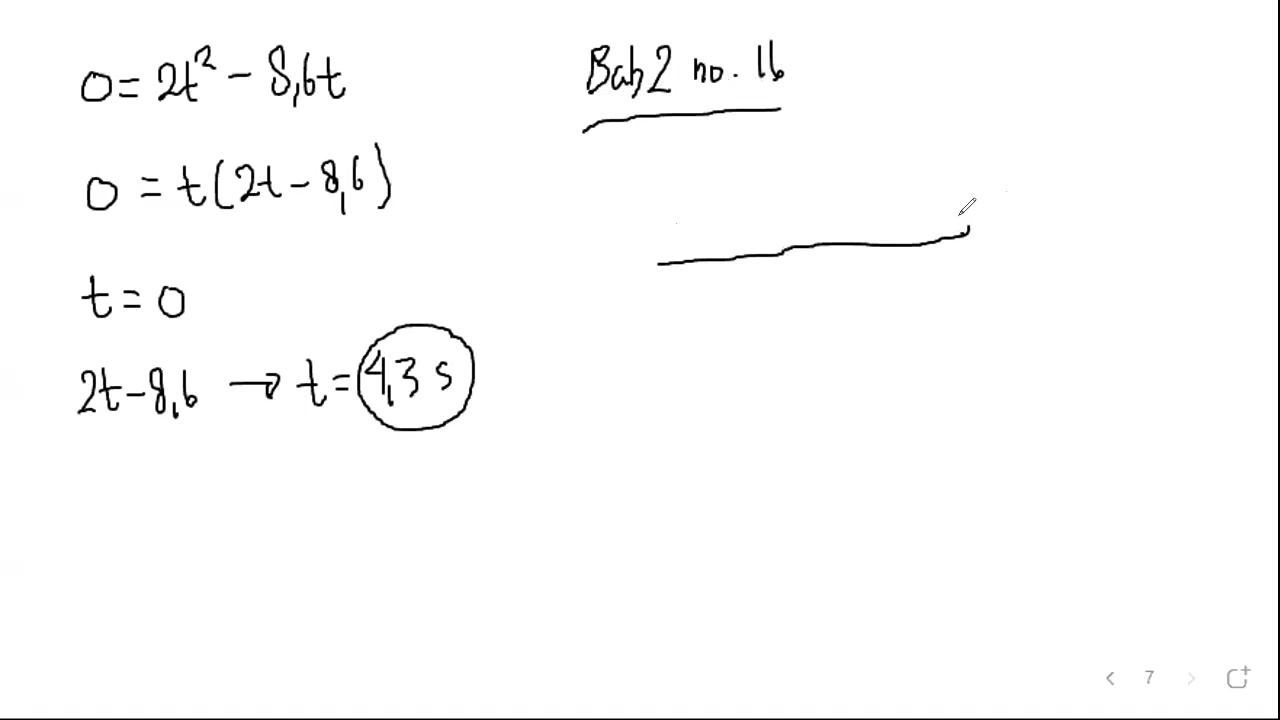 0 = 2t² - 8,6t
0 = t(2t - 8,6)
t = 0
2t - 8,6 → t = 4,3 s
Bab 2 no. 16
7